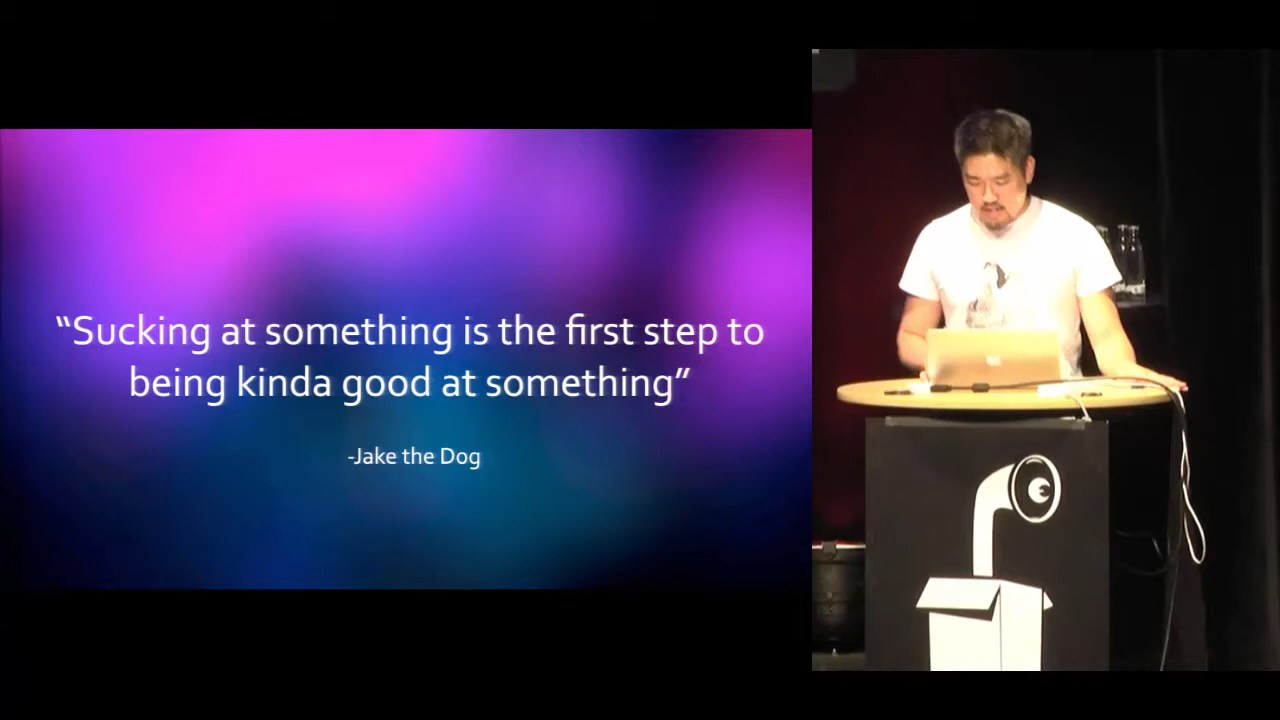 “Sucking at something is the first step to
being kinda good at something”
-Jake the Dog